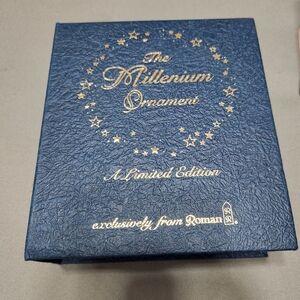 The
Millenium
Ornament
A Limited Edition
exclusively from Roman®